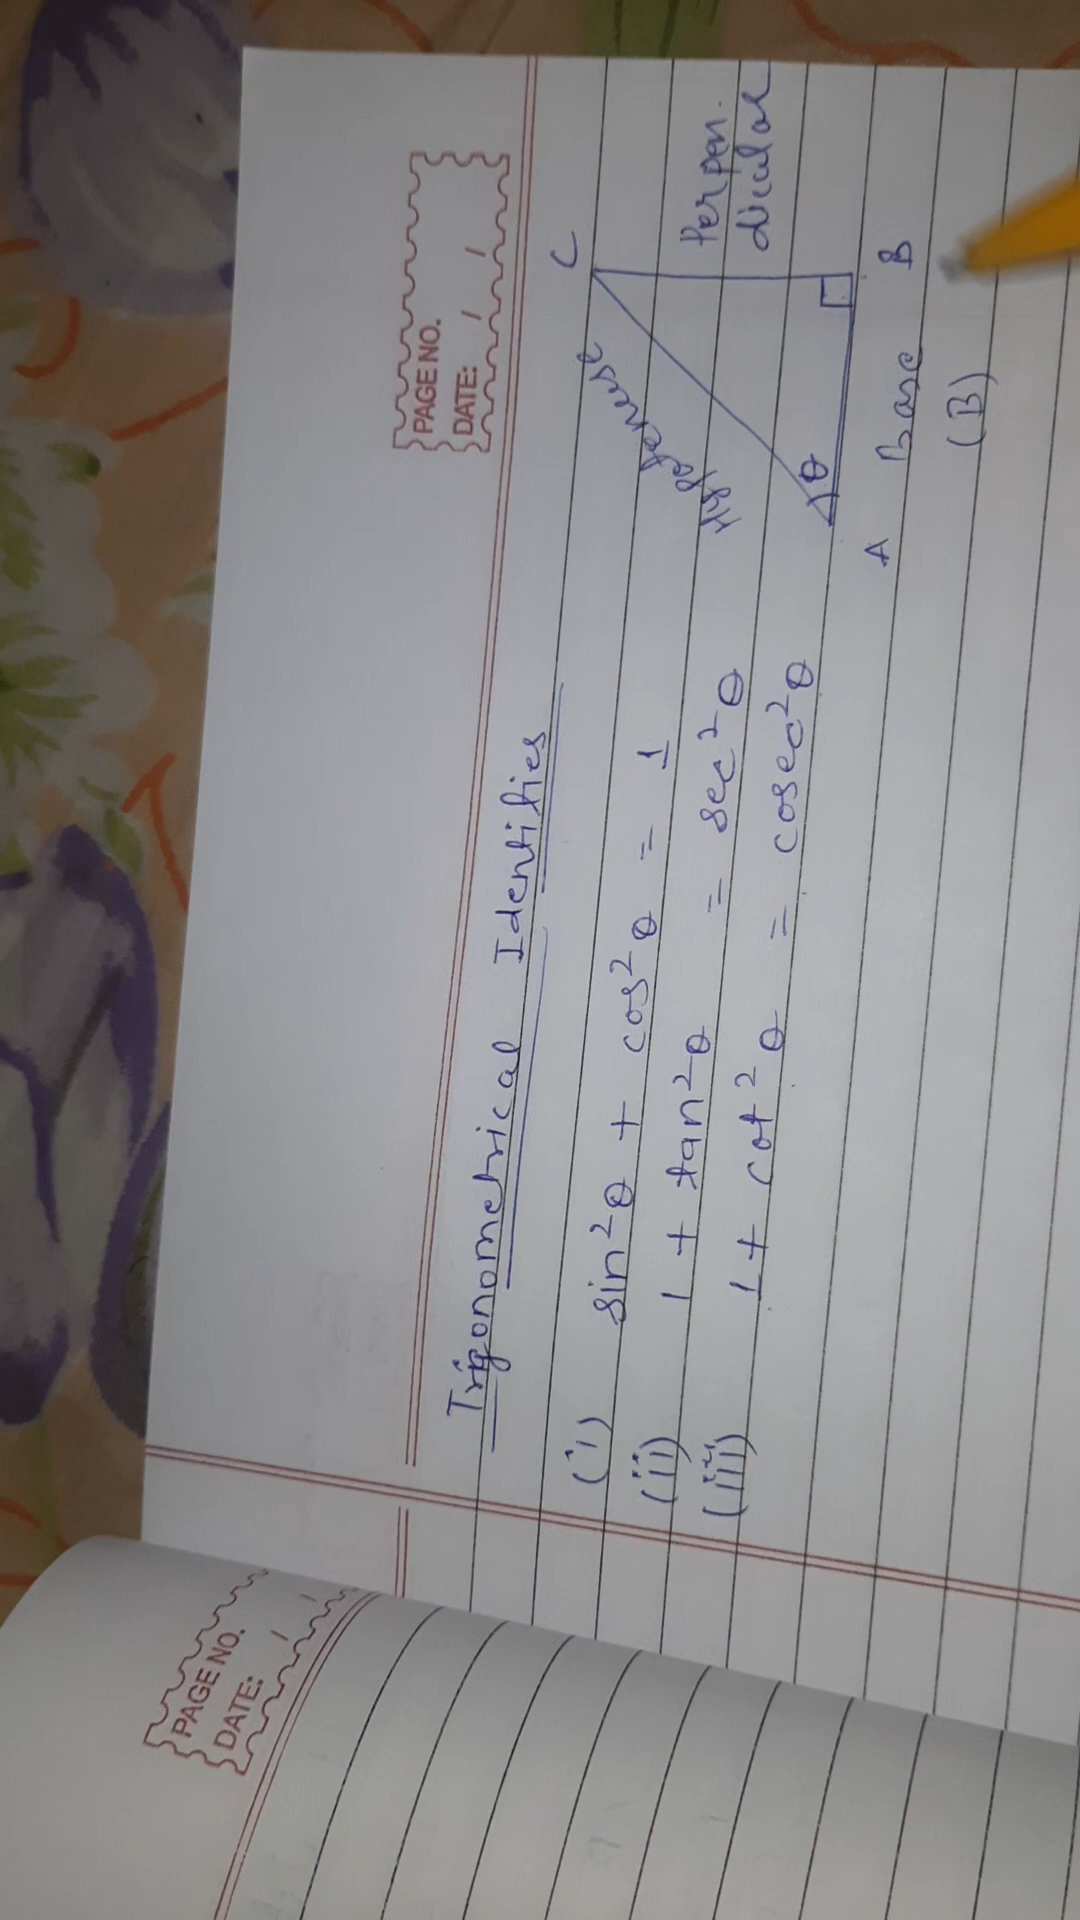 PAGE NO.
DATE: / /
Trigonometrical Identities
(i) sin²θ + cos²θ = 1
(ii) 1 + tan²θ = sec²θ
(iii) 1 + cot²θ = cosec²θ
C
Hypotenuse
Perpen.
dicular
θ
A Base B
(B)
PAGE NO.
DATE: / /